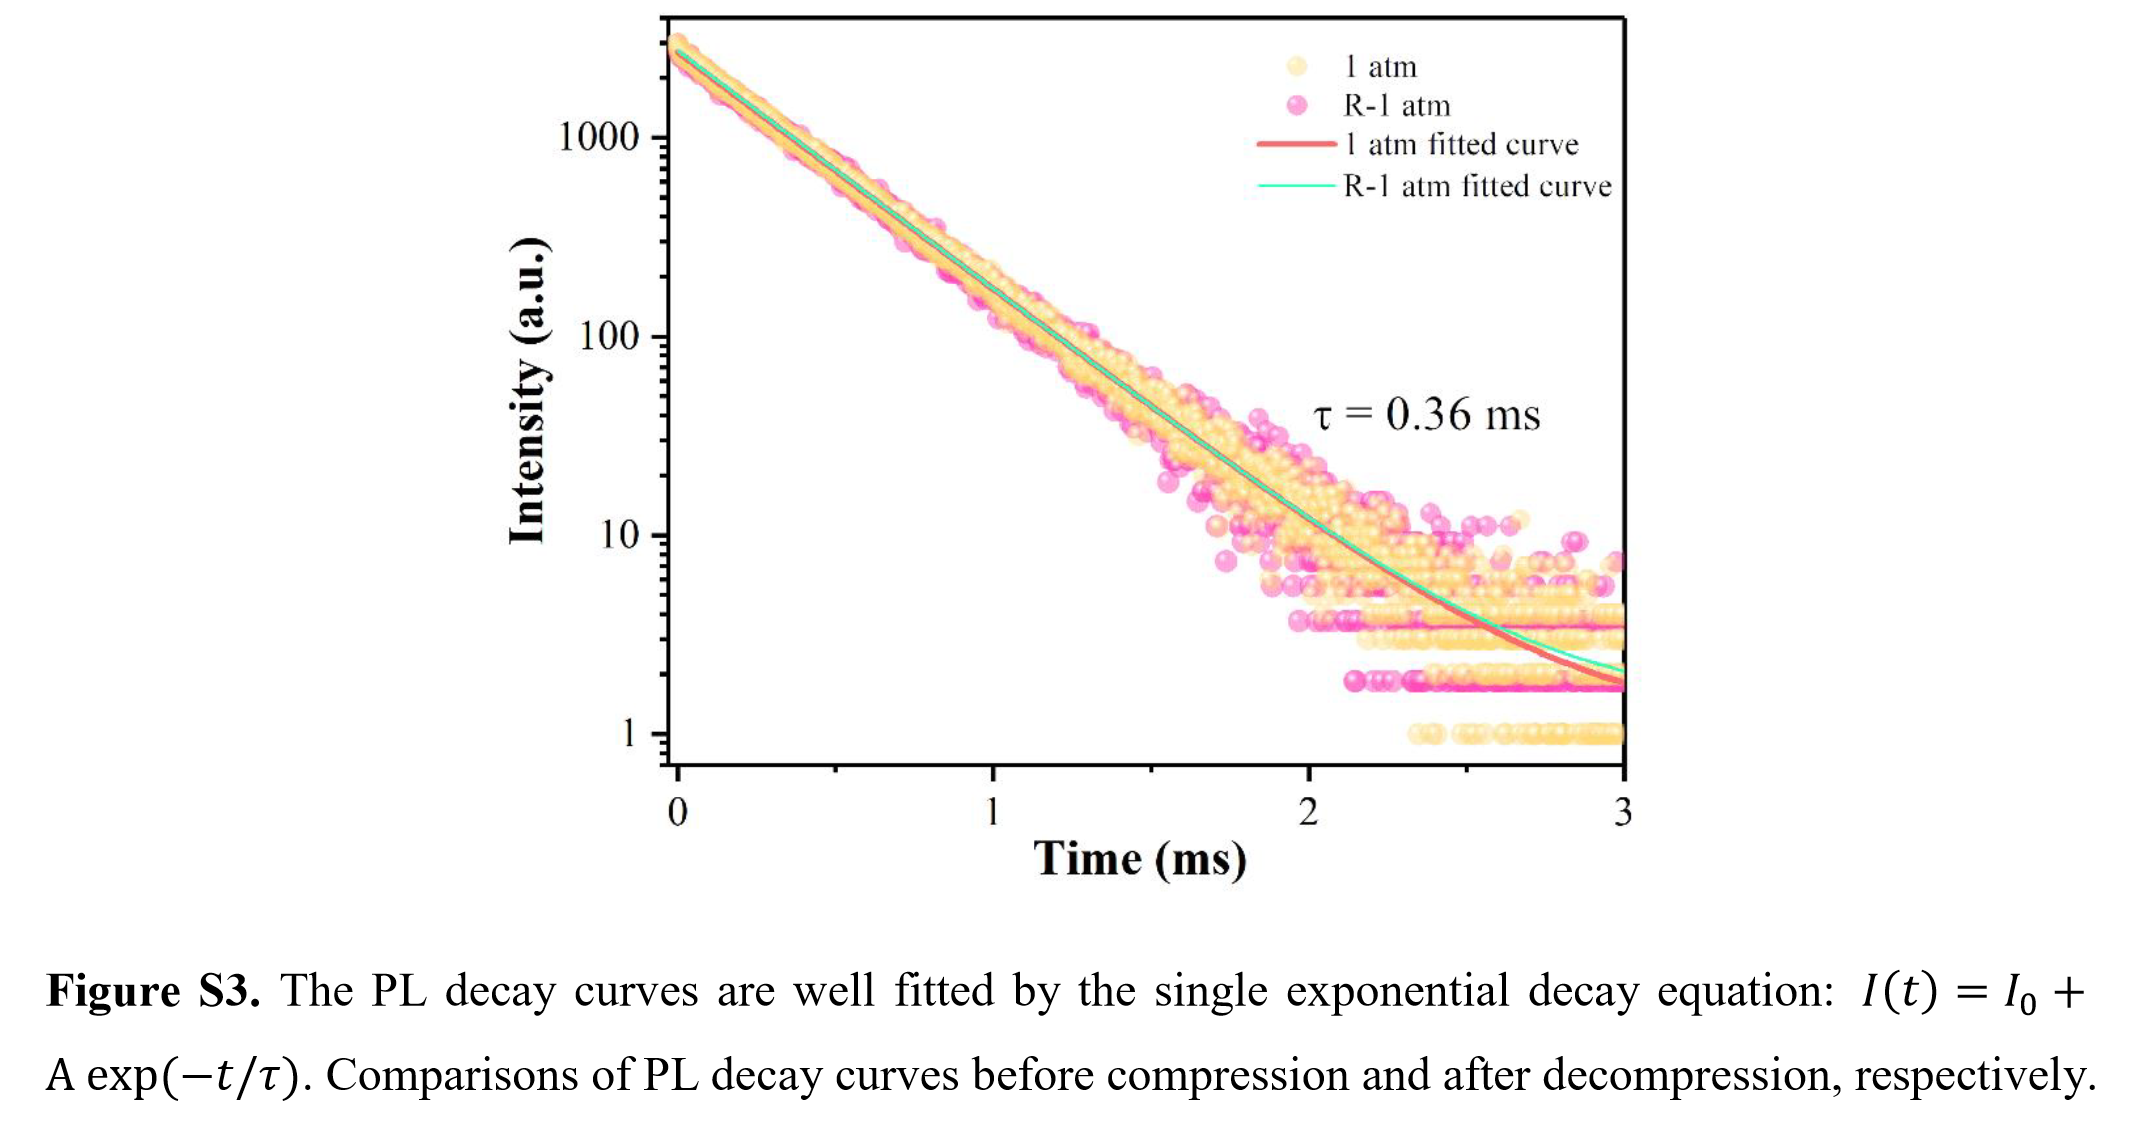 1 atm
R-1 atm
1 atm fitted curve
R-1 atm fitted curve
1000
100
10
1
Intensity (a.u.)
τ = 0.36 ms
0 1 2 3
Time (ms)
Figure S3. The PL decay curves are well fitted by the single exponential decay equation: I(t) = I₀ +
A exp(−t/τ). Comparisons of PL decay curves before compression and after decompression, respectively.